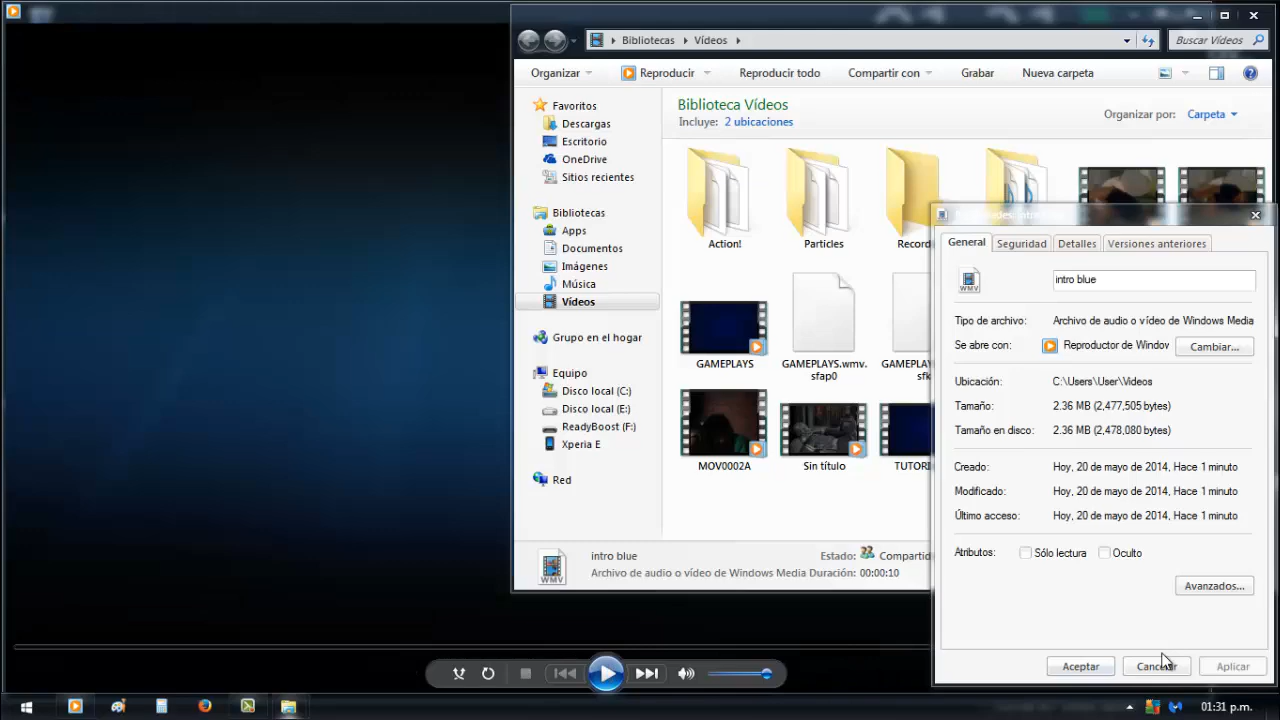 Bibliotecas
Vídeos
Buscar Vídeos
Organizar
Reproducir
Reproducir todo
Compartir con
Grabar
Nueva carpeta
Favoritos
Descargas
Escritorio
OneDrive
Sitios recientes
Bibliotecas
Apps
Documentos
Imágenes
Música
Vídeos
Grupo en el hogar
Equipo
Disco local (C:)
Disco local (E:)
ReadyBoost (F:)
Xperia E
Red
Biblioteca Vídeos
Incluye: 2 ubicaciones
Organizar por: Carpeta
Action!
Particles
Record
GAMEPLAYS
GAMEPLAYS.wmv.
sfap0
GAMEPLAYS
sfk
MOV0002A
Sin título
TUTORI
intro blue
Estado: Compartid
Archivo de audio o vídeo de Windows Media Duración: 00:00:10
General
Seguridad
Detalles
Versiones anteriores
intro blue
Tipo de archivo: Archivo de audio o vídeo de Windows Media
Se abre con: Reproductor de Window
Cambiar...
Ubicación: C:\Users\User\Videos
Tamaño: 2.36 MB (2,477,505 bytes)
Tamaño en disco: 2.36 MB (2,478,080 bytes)
Creado: Hoy, 20 de mayo de 2014, Hace 1 minuto
Modificado: Hoy, 20 de mayo de 2014, Hace 1 minuto
Último acceso: Hoy, 20 de mayo de 2014, Hace 1 minuto
Atributos: Sólo lectura Oculto
Avanzados...
Aceptar
Cancelar
Aplicar
WMV
WMV
01:31 p.m.